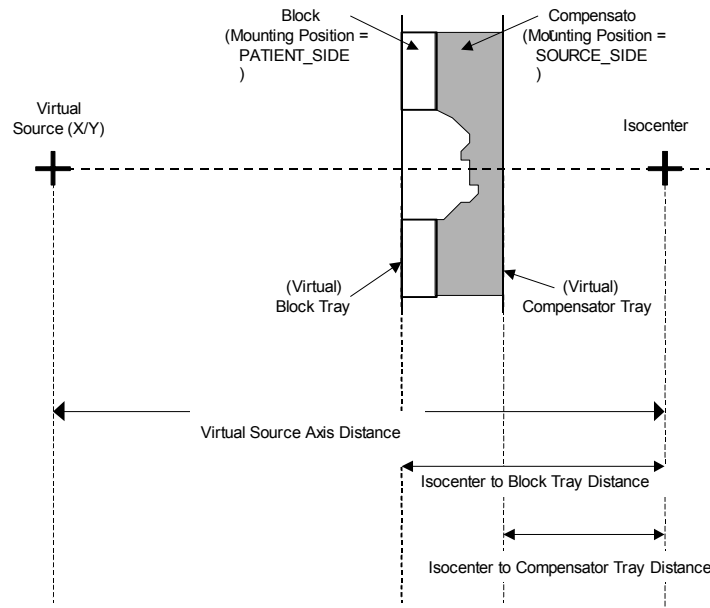 Block
(Mounting Position =
PATIENT_SIDE
)
Compensato
r
(Mounting Position =
SOURCE_SIDE
)
Virtual
Source (X/Y)
Isocenter
(Virtual)
Block Tray
(Virtual)
Compensator Tray
Virtual Source Axis Distance
Isocenter to Block Tray Distance
Isocenter to Compensator Tray Distance